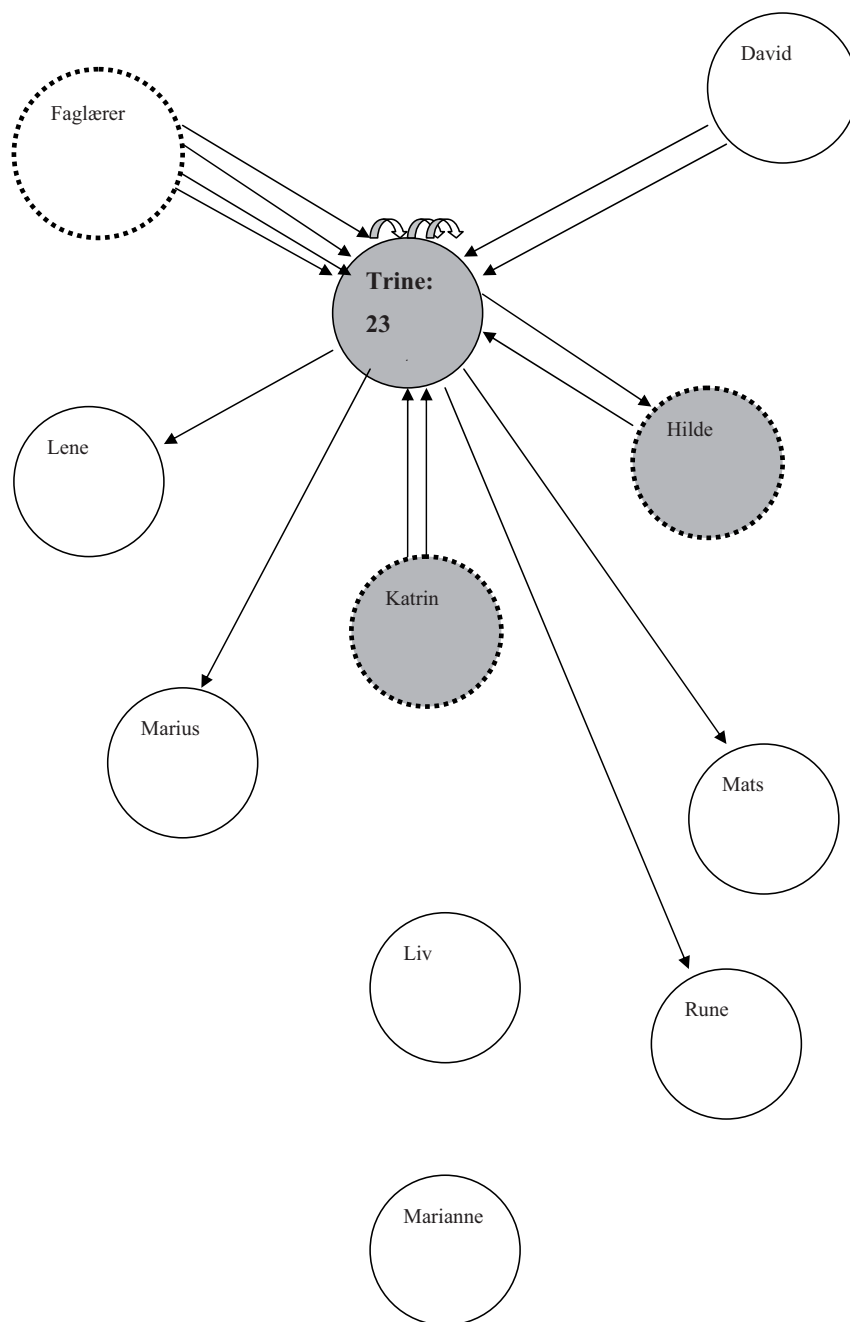 David
Faglærer
Trine:
23
Hilde
Lene
Katrin
Marius
Mats
Liv
Rune
Marianne